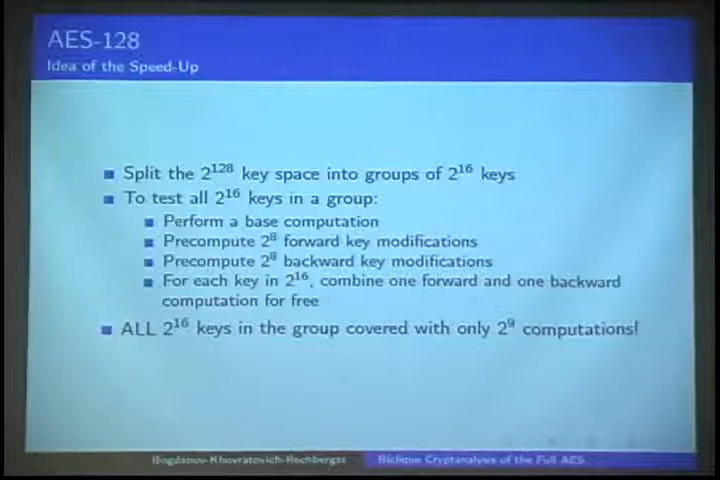 AES-128
Idea of the Speed-Up
Split the 2^128 key space into groups of 2^16 keys
To test all 2^16 keys in a group:
Perform a base computation
Precompute 2^8 forward key modifications
Precompute 2^8 backward key modifications
For each key in 2^16, combine one forward and one backward
computation for free
ALL 2^16 keys in the group covered with only 2^9 computations!
Bogdanov-Khovratovich-Rechberger
Biclique Cryptanalysis of the Full AES